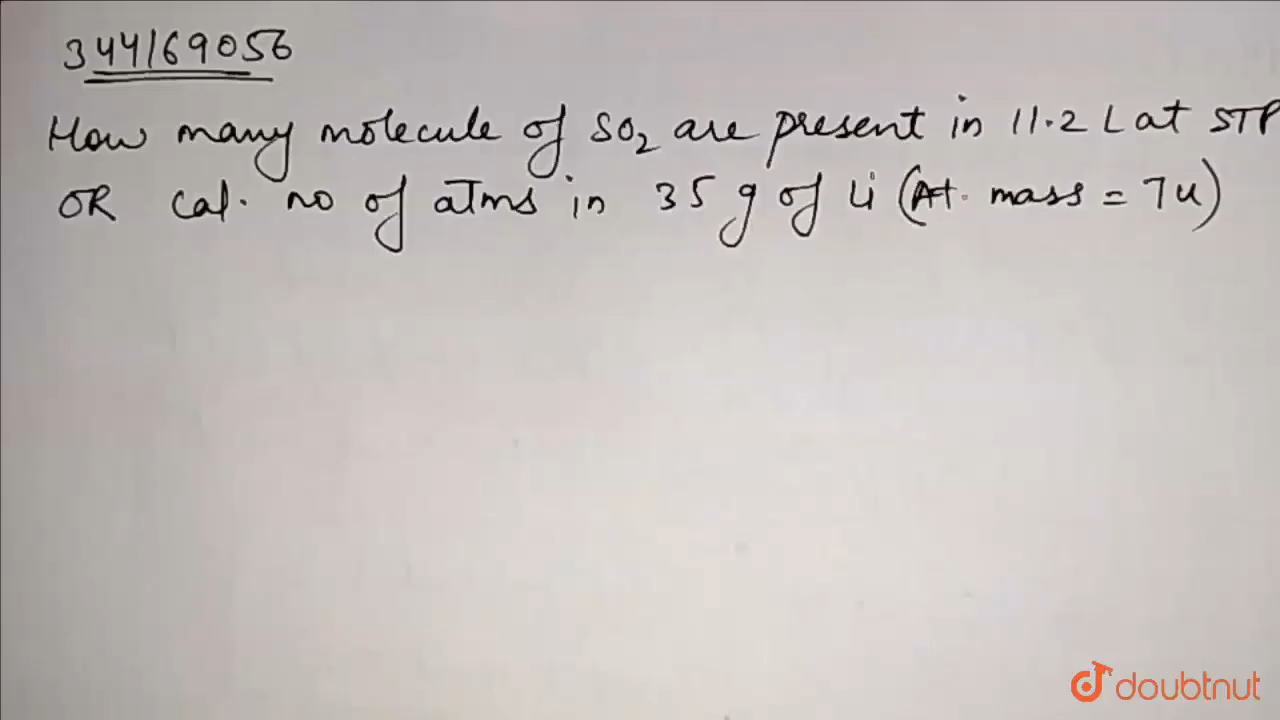 344169056
How many molecule of SO₂ are present in 11.2 L at STP
OR cal. no of atms in 35 g of Li (At. mass = 7u)
doubtnut